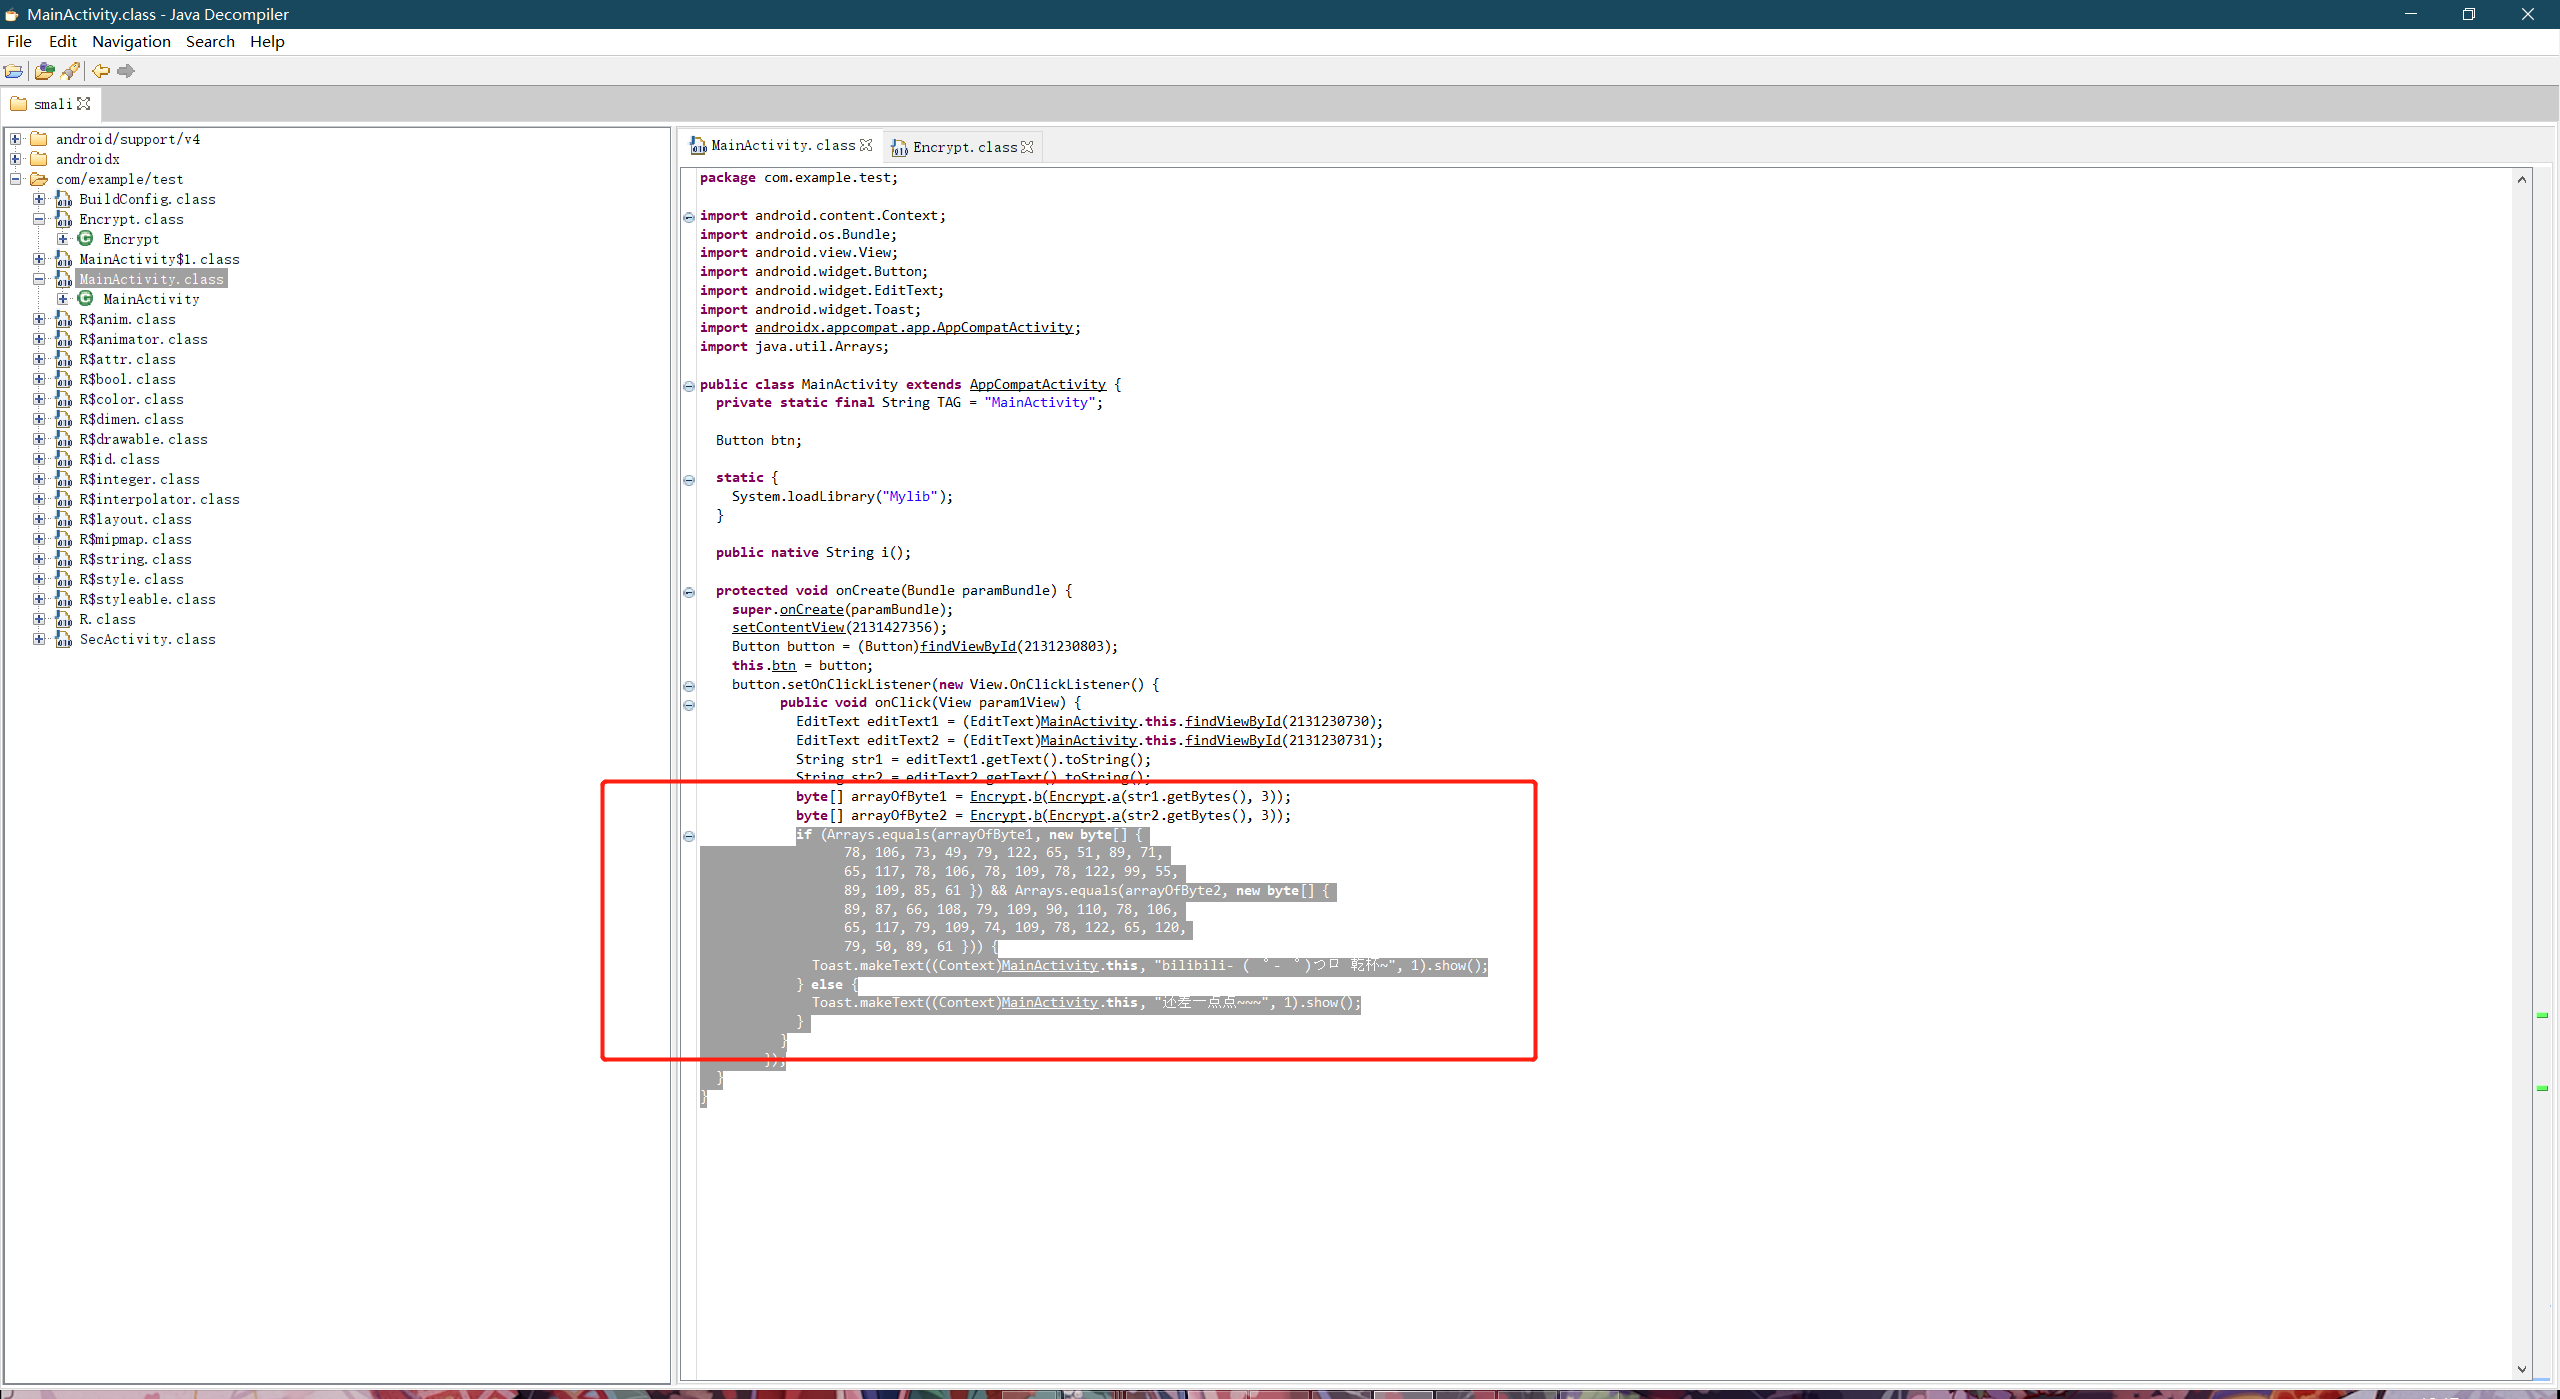 MainActivity.class - Java Decompiler
File Edit Navigation Search Help
smali
android/support/v4
androidx
com/example/test
BuildConfig.class
Encrypt.class
Encrypt
MainActivity$1.class
MainActivity.class
MainActivity
R$anim.class
R$animator.class
R$attr.class
R$bool.class
R$color.class
R$dimen.class
R$drawable.class
R$id.class
R$integer.class
R$interpolator.class
R$layout.class
R$mipmap.class
R$string.class
R$style.class
R$styleable.class
R.class
SecActivity.class
MainActivity.class Encrypt.class
package com.example.test;
import android.content.Context;
import android.os.Bundle;
import android.view.View;
import android.widget.Button;
import android.widget.EditText;
import android.widget.Toast;
import androidx.appcompat.app.AppCompatActivity;
import java.util.Arrays;
public class MainActivity extends AppCompatActivity {
private static final String TAG = "MainActivity";
Button btn;
static {
System.loadLibrary("Mylib");
}
public native String i();
protected void onCreate(Bundle paramBundle) {
super.onCreate(paramBundle);
setContentView(2131427356);
Button button = (Button)findViewById(2131230803);
this.btn = button;
button.setOnClickListener(new View.OnClickListener() {
public void onClick(View param1View) {
EditText editText1 = (EditText)MainActivity.this.findViewById(2131230730);
EditText editText2 = (EditText)MainActivity.this.findViewById(2131230731);
String str1 = editText1.getText().toString();
String str2 = editText2.getText().toString();
byte[] arrayOfByte1 = Encrypt.b(Encrypt.a(str1.getBytes(), 3));
byte[] arrayOfByte2 = Encrypt.b(Encrypt.a(str2.getBytes(), 3));
if (Arrays.equals(arrayOfByte1, new byte[] {
78, 106, 73, 49, 79, 122, 65, 51, 89, 71,
65, 117, 78, 106, 78, 109, 78, 122, 99, 55,
89, 109, 85, 61 }) && Arrays.equals(arrayOfByte2, new byte[] {
89, 87, 66, 108, 79, 109, 90, 110, 78, 106,
65, 117, 79, 109, 74, 109, 78, 122, 65, 120,
79, 50, 89, 61 })) {
Toast.makeText((Context)MainActivity.this, "bilibili- ( ゜- ゜)つロ 乾杯~", 1).show();
} else {
Toast.makeText((Context)MainActivity.this, "还差一点点~~~", 1).show();
}
}
});
}
}